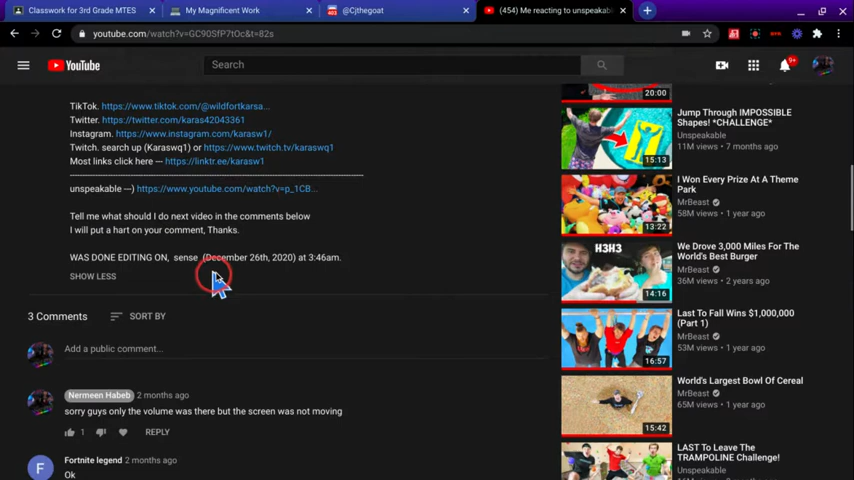 Classwork for 3rd Grade MTES
My Magnificent Work
@Cjthegoat
(454) Me reacting to unspeakabl
youtube.com/watch?v=GC90SfP7tOc&t=82s
YouTube
Search
9+
TikTok. https://www.tiktok.com/@wildfortkarsa...
Twitter. https://twitter.com/karas42043361
Instagram. https://www.instagram.com/karasw1/
Twitch. search up (Karaswq1) or https://www.twitch.tv/karaswq1
Most links click here --- https://linktr.ee/karasw1
unspeakable ---) https://www.youtube.com/watch?v=p_1CB...
Tell me what should I do next video in the comments below
I will put a hart on your comment, Thanks.
WAS DONE EDITING ON, sense (December 26th, 2020) at 3:46am.
SHOW LESS
3 Comments
SORT BY
Add a public comment...
Nermeen Habeb 2 months ago
sorry guys only the volume was there but the screen was not moving
1
REPLY
F
Fortnite legend 2 months ago
Ok
20:00
Jump Through IMPOSSIBLE
Shapes! *CHALLENGE*
Unspeakable
11M views • 7 months ago
15:13
I Won Every Prize At A Theme
Park
MrBeast
58M views • 1 year ago
13:22
We Drove 3,000 Miles For The
World's Best Burger
MrBeast
36M views • 2 years ago
H3H3
14:16
Last To Fall Wins $1,000,000
(Part 1)
MrBeast
53M views • 1 year ago
16:57
World's Largest Bowl Of Cereal
MrBeast
65M views • 1 year ago
15:42
LAST To Leave The
TRAMPOLINE Challenge!
Unspeakable